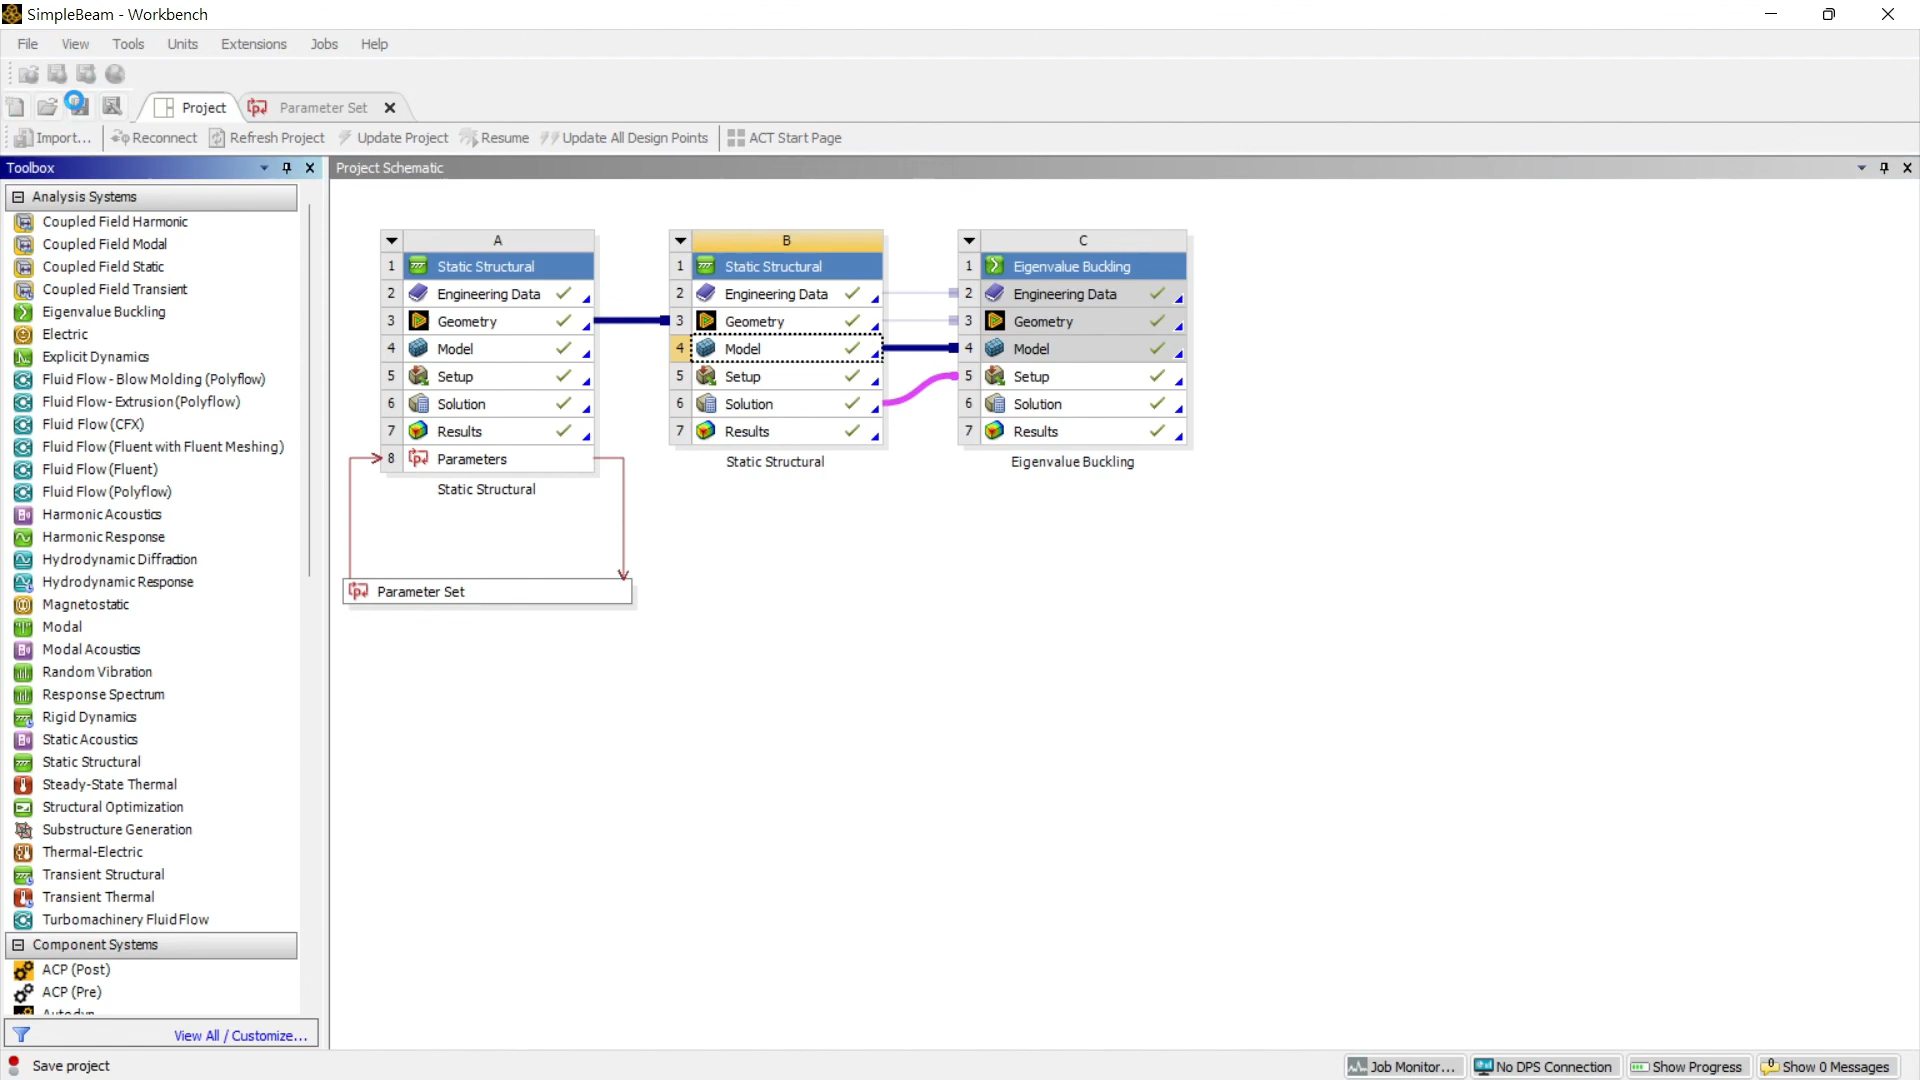 SimpleBeam - Workbench
File View Tools Units Extensions Jobs Help
Project Parameter Set
Import... Reconnect Refresh Project Update Project Resume Update All Design Points ACT Start Page
Toolbox
Project Schematic
Analysis Systems
Coupled Field Harmonic
Coupled Field Modal
Coupled Field Static
Coupled Field Transient
Eigenvalue Buckling
Electric
Explicit Dynamics
Fluid Flow - Blow Molding (Polyflow)
Fluid Flow - Extrusion (Polyflow)
Fluid Flow (CFX)
Fluid Flow (Fluent with Fluent Meshing)
Fluid Flow (Fluent)
Fluid Flow (Polyflow)
Harmonic Acoustics
Harmonic Response
Hydrodynamic Diffraction
Hydrodynamic Response
Magnetostatic
Modal
Modal Acoustics
Random Vibration
Response Spectrum
Rigid Dynamics
Static Acoustics
Static Structural
Steady-State Thermal
Structural Optimization
Substructure Generation
Thermal-Electric
Transient Structural
Transient Thermal
Turbomachinery Fluid Flow
Component Systems
ACP (Post)
ACP (Pre)
Autodyn
View All / Customize...
A
1 Static Structural
2 Engineering Data
3 Geometry
4 Model
5 Setup
6 Solution
7 Results
8 Parameters
Static Structural
Parameter Set
B
1 Static Structural
2 Engineering Data
3 Geometry
4 Model
5 Setup
6 Solution
7 Results
Static Structural
C
1 Eigenvalue Buckling
2 Engineering Data
3 Geometry
4 Model
5 Setup
6 Solution
7 Results
Eigenvalue Buckling
Save project
Job Monitor... No DPS Connection Show Progress Show 0 Messages